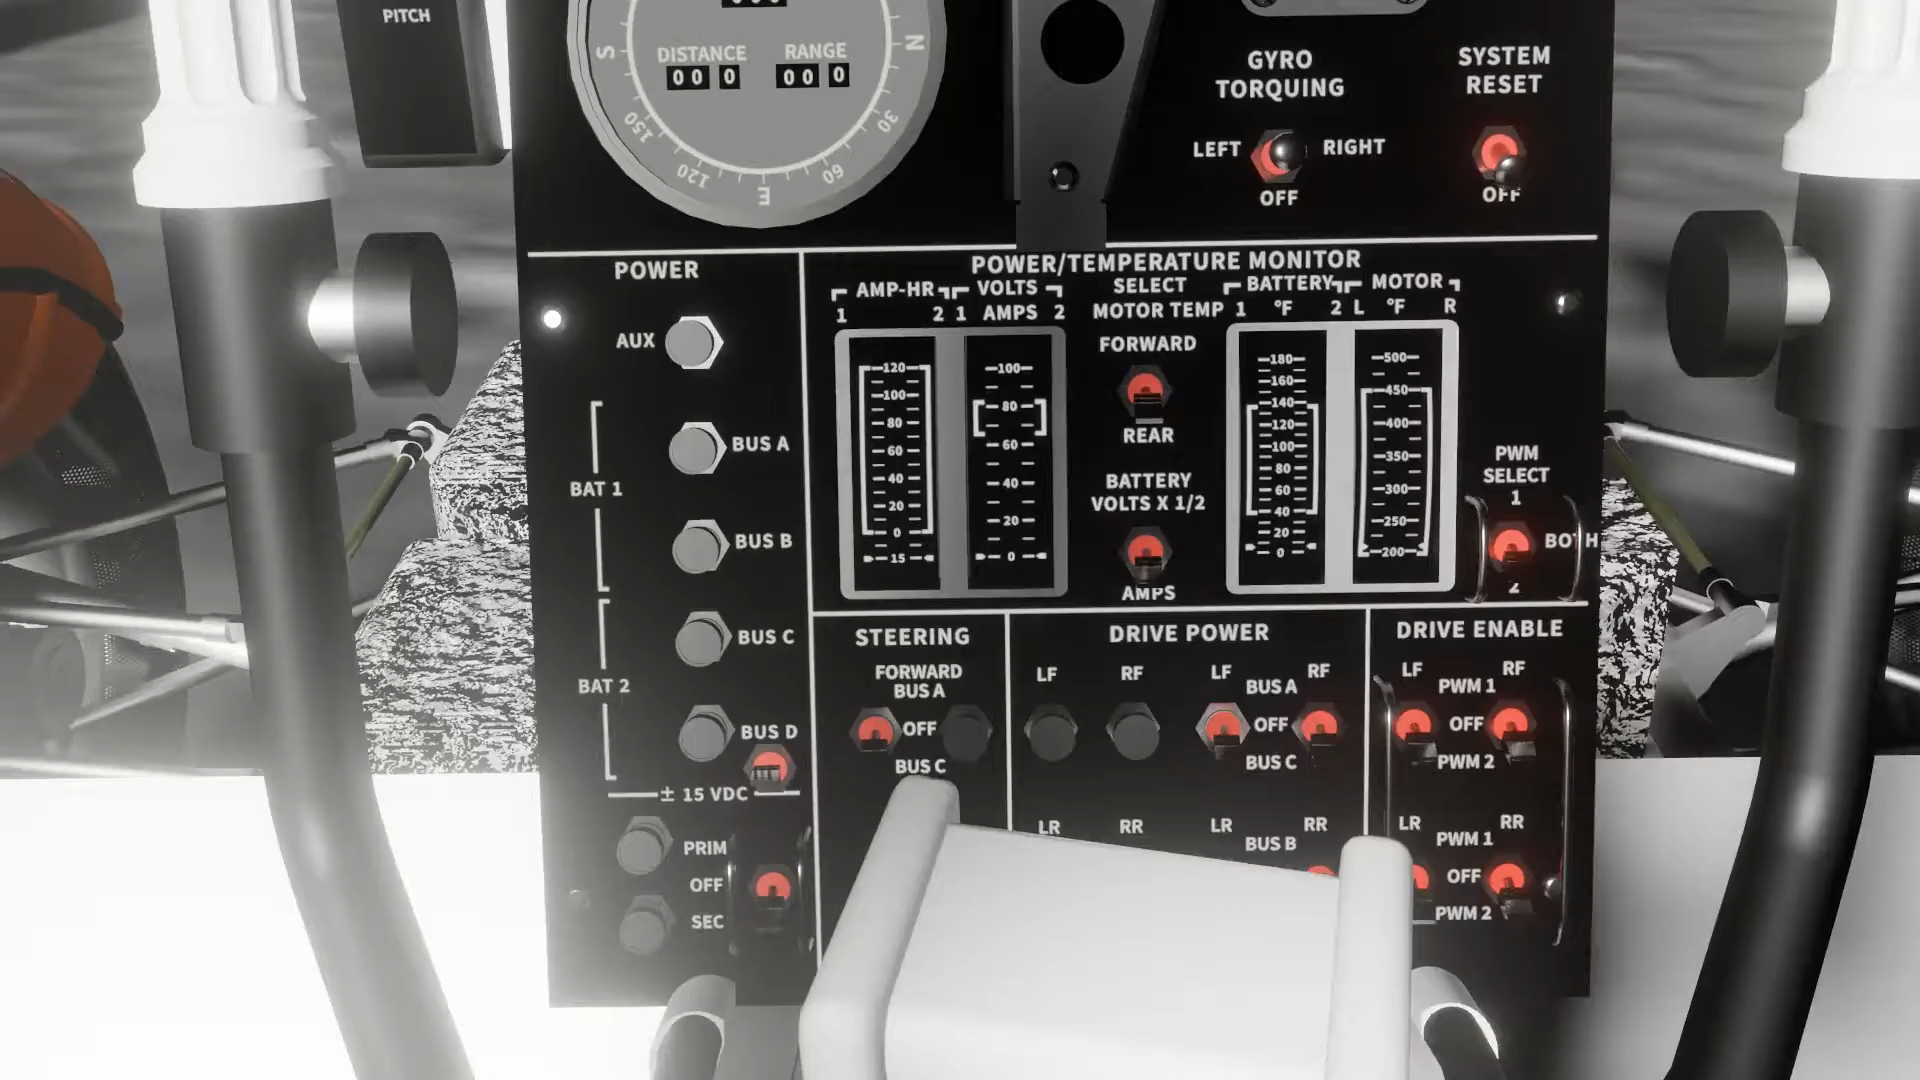 PITCH
S
N
DISTANCE
RANGE
00 0
00 0
150
120
E
60
30
GYRO
TORQUING
LEFT
RIGHT
OFF
SYSTEM
RESET
OFF
POWER
AUX
BUS A
BAT 1
BUS B
BUS C
BAT 2
BUS D
± 15 VDC
PRIM
OFF
SEC
POWER/TEMPERATURE MONITOR
AMP-HR
1
2
VOLTS
1 AMPS 2
SELECT
MOTOR TEMP
BATTERY
1 °F 2
MOTOR
L °F R
120
100
80
60
40
20
0
15
100
80
60
40
20
0
FORWARD
REAR
BATTERY
VOLTS X 1/2
AMPS
180
160
140
120
100
80
60
40
20
0
500
450
400
350
300
250
200
PWM
SELECT
1
BOTH
2
STEERING
FORWARD
BUS A
OFF
BUS C
DRIVE POWER
LF
RF
LF
RF
BUS A
OFF
BUS C
LR
RR
LR
RR
BUS B
DRIVE ENABLE
LF
RF
PWM 1
OFF
PWM 2
LR
RR
PWM 1
OFF
PWM 2